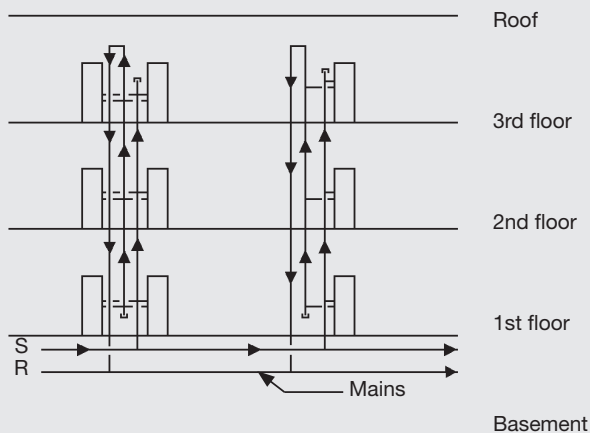 Roof
3rd floor
2nd floor
1st floor
S
R
Mains
Basement